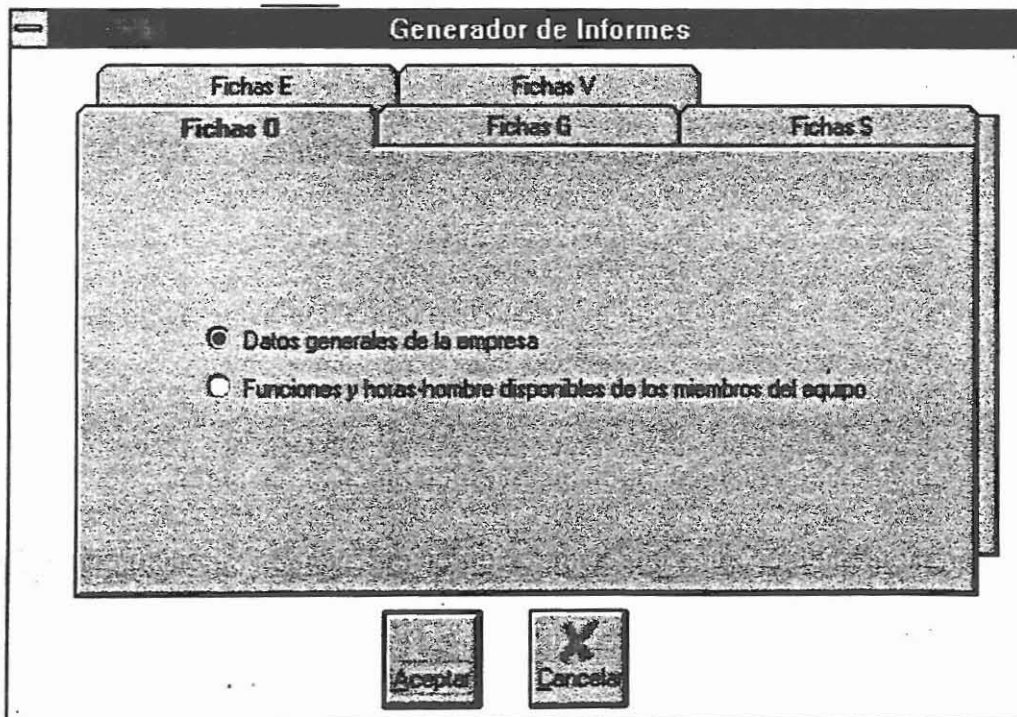 Generador de Informes
Fichas E
Fichas V
Fichas O
Fichas G
Fichas S
Datos generales de la empresa
Funciones y horas-hombre disponibles de los miembros del equipo
Aceptar
Cancelar